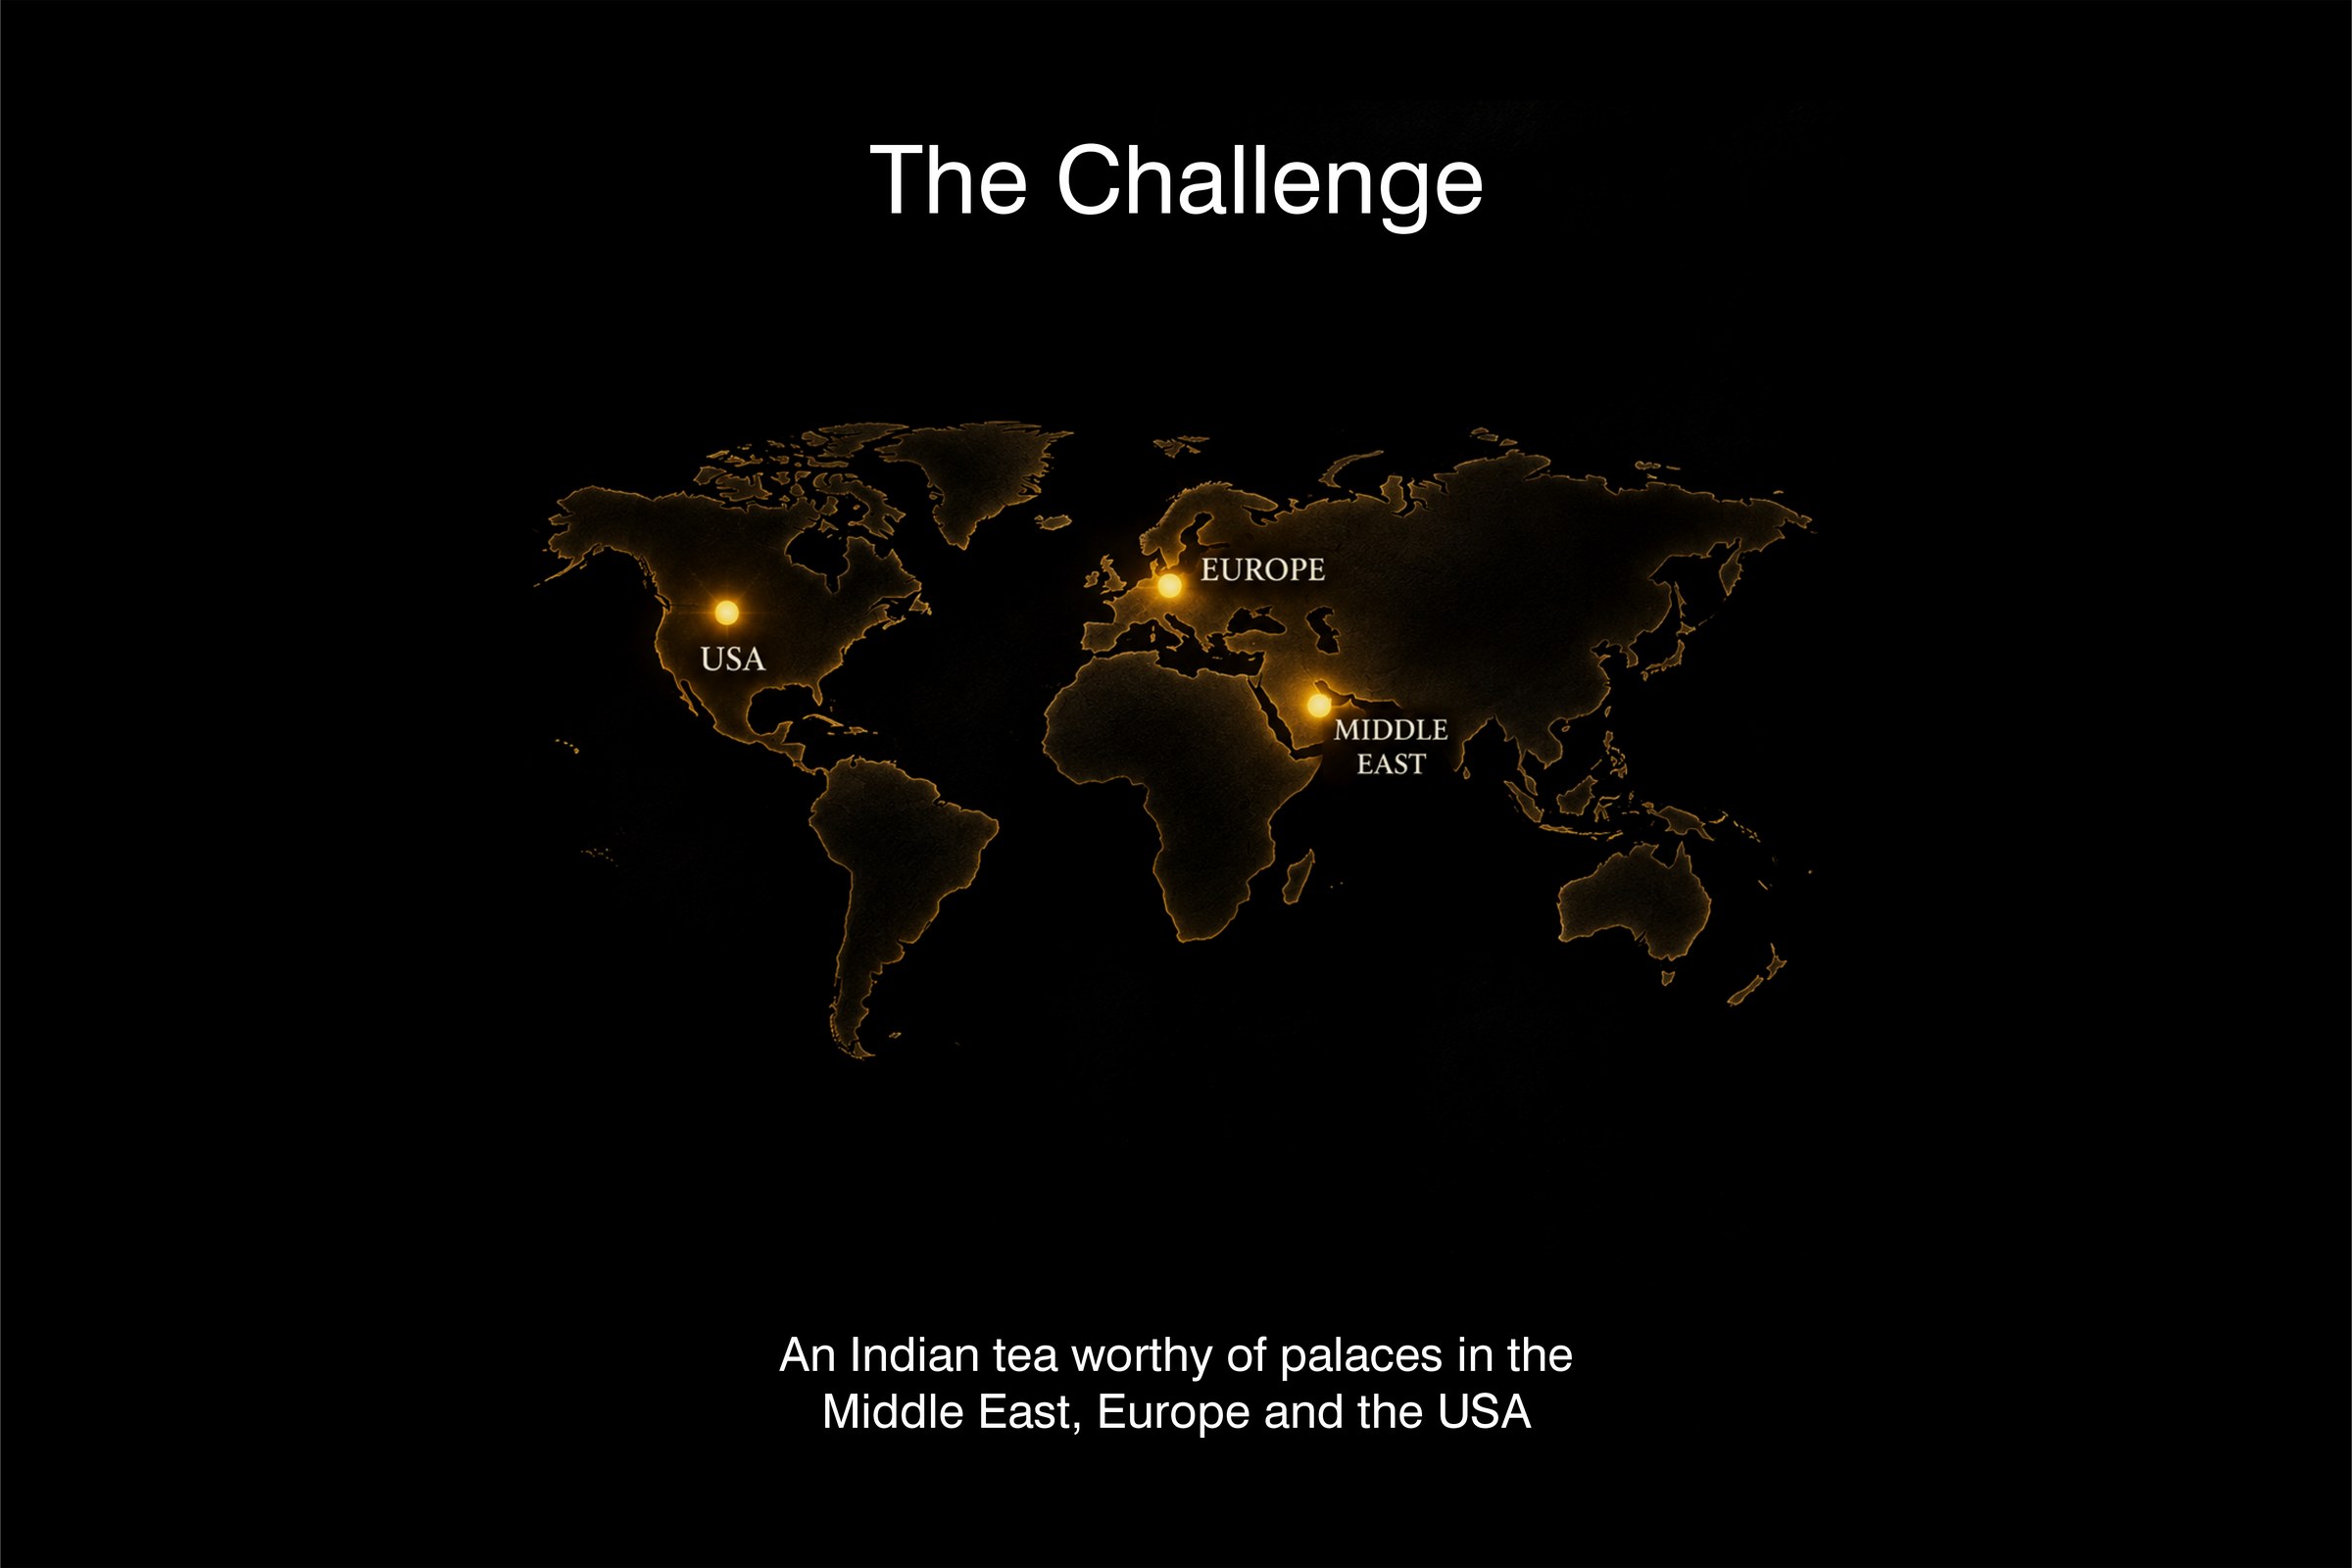 The Challenge
EUROPE
USA
MIDDLE
EAST
An Indian tea worthy of palaces in the
Middle East, Europe and the USA